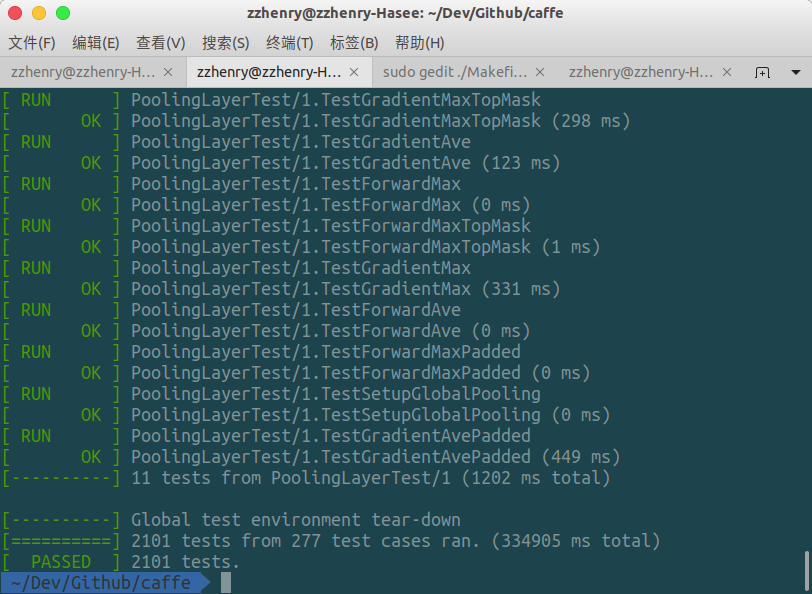 zzhenry@zzhenry-Hasee: ~/Dev/Github/caffe
文件(F) 编辑(E) 查看(V) 搜索(S) 终端(T) 标签(B) 帮助(H)
zzhenry@zzhenry-H... × zzhenry@zzhenry-H... × sudo gedit ./Makefi... × zzhenry@zzhenry-H... ×
[ RUN      ] PoolingLayerTest/1.TestGradientMaxTopMask
[       OK ] PoolingLayerTest/1.TestGradientMaxTopMask (298 ms)
[ RUN      ] PoolingLayerTest/1.TestGradientAve
[       OK ] PoolingLayerTest/1.TestGradientAve (123 ms)
[ RUN      ] PoolingLayerTest/1.TestForwardMax
[       OK ] PoolingLayerTest/1.TestForwardMax (0 ms)
[ RUN      ] PoolingLayerTest/1.TestForwardMaxTopMask
[       OK ] PoolingLayerTest/1.TestForwardMaxTopMask (1 ms)
[ RUN      ] PoolingLayerTest/1.TestGradientMax
[       OK ] PoolingLayerTest/1.TestGradientMax (331 ms)
[ RUN      ] PoolingLayerTest/1.TestForwardAve
[       OK ] PoolingLayerTest/1.TestForwardAve (0 ms)
[ RUN      ] PoolingLayerTest/1.TestForwardMaxPadded
[       OK ] PoolingLayerTest/1.TestForwardMaxPadded (0 ms)
[ RUN      ] PoolingLayerTest/1.TestSetupGlobalPooling
[       OK ] PoolingLayerTest/1.TestSetupGlobalPooling (0 ms)
[ RUN      ] PoolingLayerTest/1.TestGradientAvePadded
[       OK ] PoolingLayerTest/1.TestGradientAvePadded (449 ms)
[----------] 11 tests from PoolingLayerTest/1 (1202 ms total)
[----------] Global test environment tear-down
[==========] 2101 tests from 277 test cases ran. (334905 ms total)
[  PASSED  ] 2101 tests.
~/Dev/Github/caffe